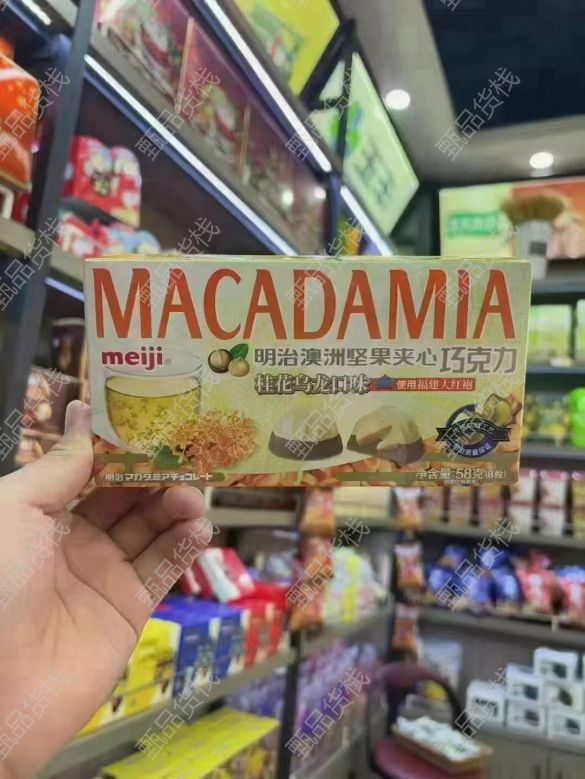 MACADAMIA
meiji®
明治澳洲坚果夹心巧克力
桂花乌龙口味 使用福建大红袍
明治マカダミアチョコレート
净含量:58克(8粒)
甄品货栈